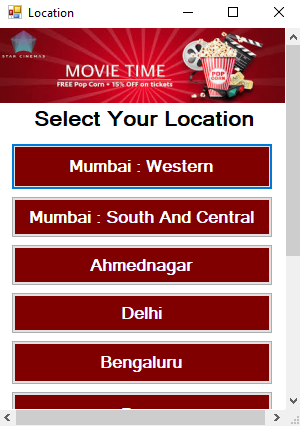 Location
STAR CINEMAS
MOVIE TIME
FREE Pop Corn + 15% OFF on tickets
POP
CORN
Select Your Location
Mumbai : Western
Mumbai : South And Central
Ahmednagar
Delhi
Bengaluru